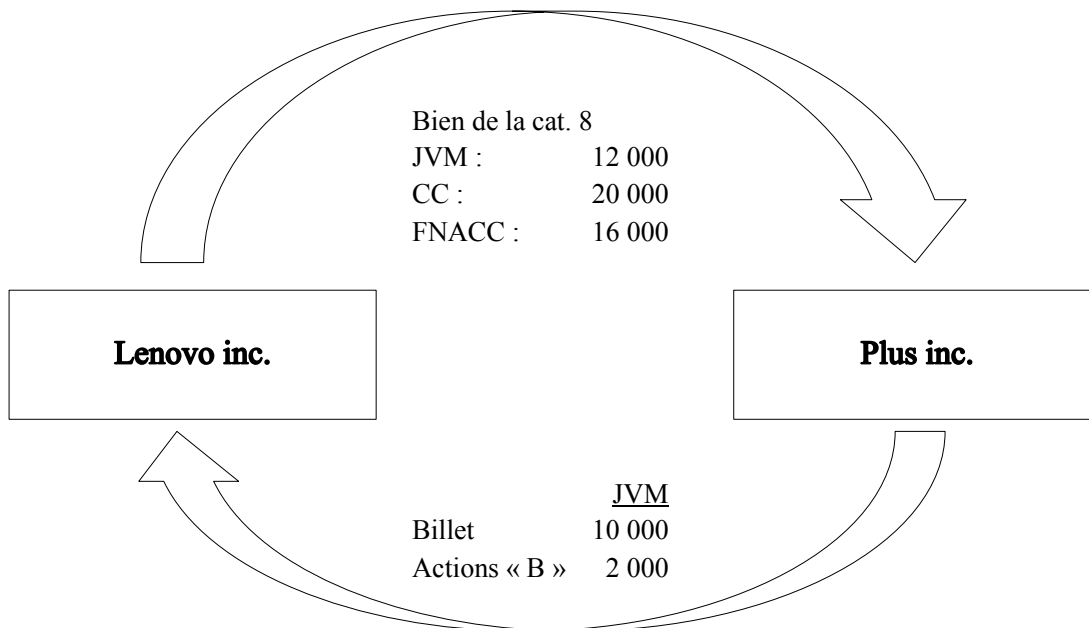 Bien de la cat. 8
JVM : 12 000
CC : 20 000
FNACC : 16 000
Lenovo inc.
Plus inc.
JVM
Billet 10 000
Actions « B » 2 000